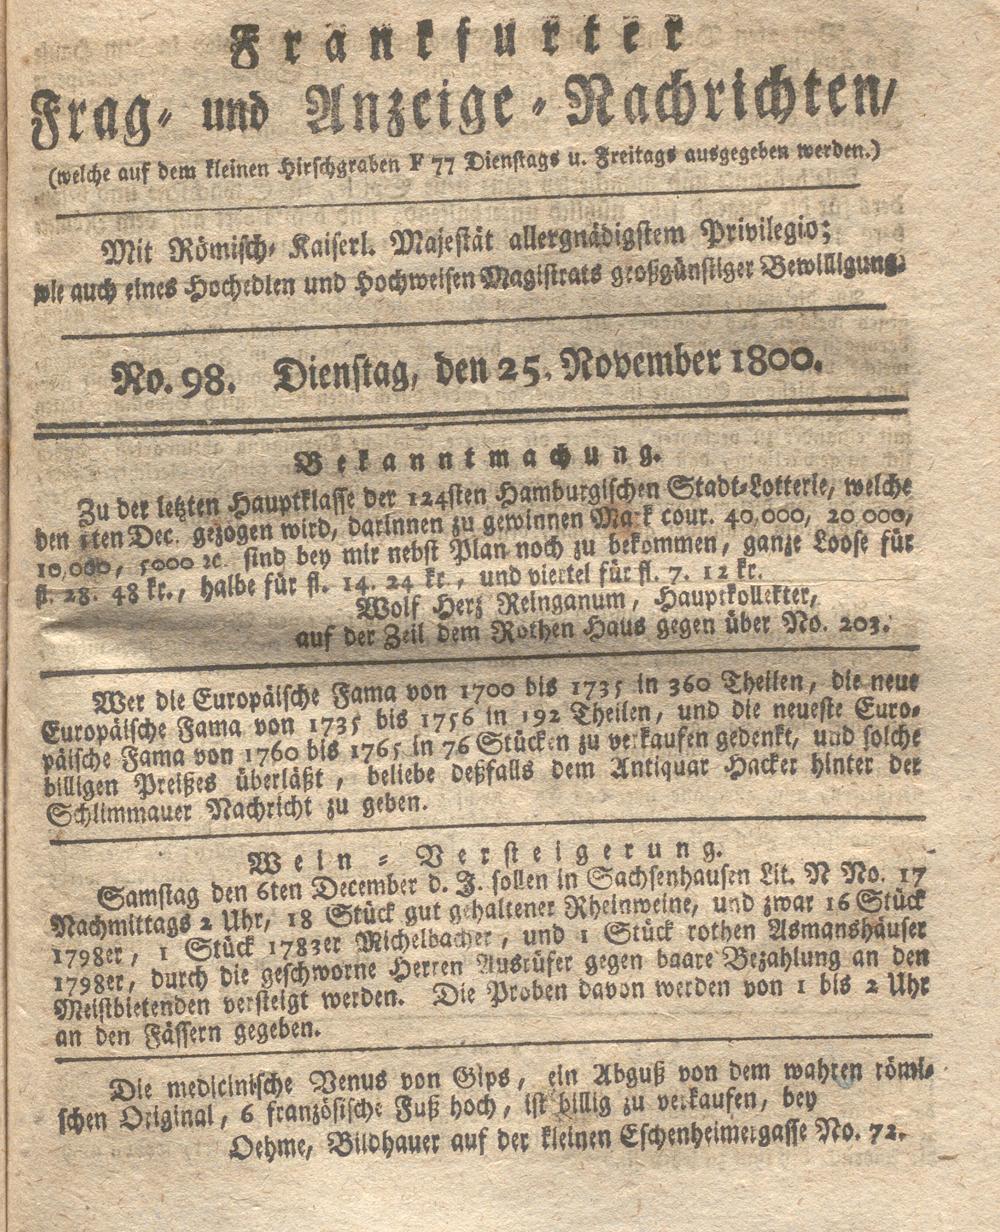 Frankfurter
Frag- und Anzeige-Nachrichten,
(welche auf dem kleinen Hirschgraben F 77 Dienstags u. Freitags ausgegeben werden.)
Mit Römisch-Kaiserl. Majestät allergnädigstem Privilegio;
wie auch eines Hochedlen und Hochweisen Magistrats großgünstiger Bewilligung.
No. 98. Dienstag, den 25. November 1800.
Bekanntmachung.
Zu der letzten Hauptklasse der 124sten Hamburgischen Stadt-Lotterie, welche
den 1ten Dec. gezogen wird, darinnen zu gewinnen Mark cour. 40,000, 20,000,
10,000, 5000 ꝛc. sind bey mir nebst Plan noch zu bekommen, ganze Loose für
fl. 28. 48 kr., halbe für fl. 14. 24 kr., und viertel für fl. 7. 12 kr.
Wolf Herz Reinganum, Hauptkollekter,
auf der Zeil dem Rothen Haus gegen über No. 203.
Wer die Europäische Fama von 1700 bis 1735 in 360 Theilen, die neue
Europäische Fama von 1735 bis 1756 in 192 Theilen, und die neueste Euro-
päische Fama von 1760 bis 1765 in 76 Stücken zu verkaufen gedenkt, und solche
billigen Preißes überläßt, beliebe deßfalls dem Antiquar Hacker hinter der
Schlimmauer Nachricht zu geben.
Wein-Versteigerung.
Samstag den 6ten December d. J. sollen in Sachsenhausen Lit. N No. 17
Nachmittags 2 Uhr, 18 Stück gut gehaltener Rheinweine, und zwar 16 Stück
1798er, 1 Stück 1783er Michelbacher, und 1 Stück rothen Asmanshäuser
1798er, durch die geschworne Herren Ausrüfer gegen baare Bezahlung an den
Meistbietenden versteigt werden. Die Proben davon werden von 1 bis 2 Uhr
an den Fässern gegeben.
Die medicinische Venus von Gips, ein Abguß von dem wahren römi-
schen Original, 6 französische Fuß hoch, ist billig zu verkaufen, bey
Oehme, Bildhauer auf der kleinen Eschenheimergasse No. 72.